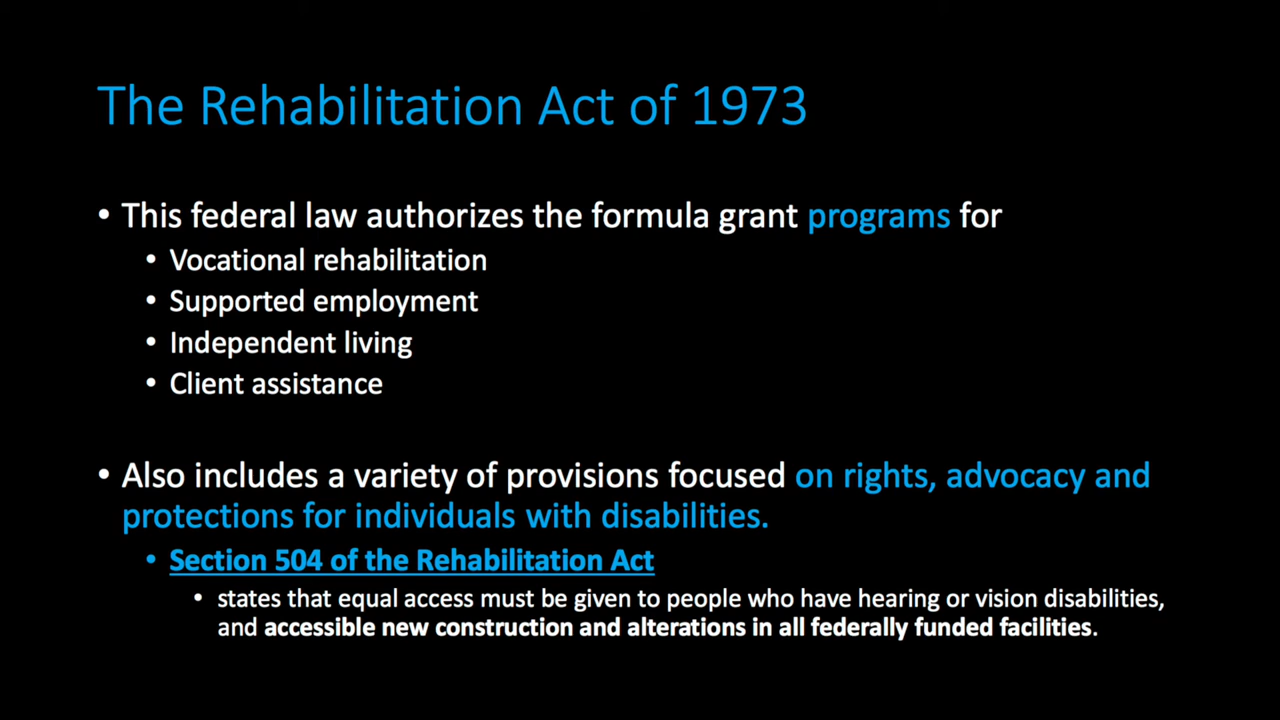 The Rehabilitation Act of 1973
• This federal law authorizes the formula grant programs for
• Vocational rehabilitation
• Supported employment
• Independent living
• Client assistance
• Also includes a variety of provisions focused on rights, advocacy and
protections for individuals with disabilities.
• Section 504 of the Rehabilitation Act
• states that equal access must be given to people who have hearing or vision disabilities,
and accessible new construction and alterations in all federally funded facilities.